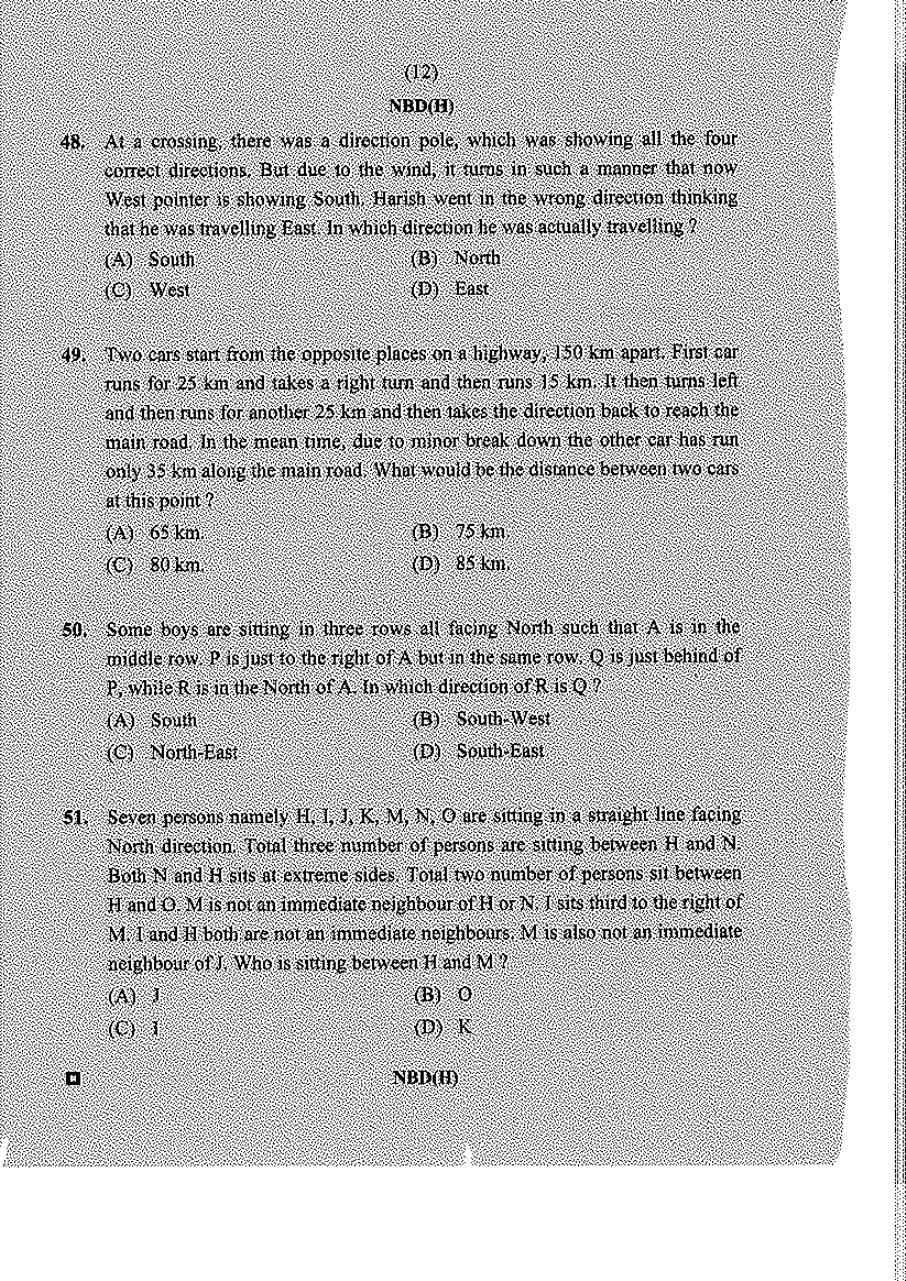 (12)
NBD(H)
48. At a crossing, there was a direction pole, which was showing all the four
correct directions. But due to the wind, it turns in such a manner that now
West pointer is showing South. Harish went in the wrong direction thinking
that he was travelling East. In which direction he was actually travelling ?
(A) South (B) North
(C) West (D) East
49. Two cars start from the opposite places on a highway, 150 km apart. First car
runs for 25 km and takes a right turn and then runs 15 km. It then turns left
and then runs for another 25 km and then takes the direction back to reach the
main road. In the mean time, due to minor break down the other car has run
only 35 km along the main road. What would be the distance between two cars
at this point ?
(A) 65 km. (B) 75 km.
(C) 80 km. (D) 85 km.
50. Some boys are sitting in three rows all facing North such that A is in the
middle row. P is just to the right of A but in the same row. Q is just behind of
P, while R is in the North of A. In which direction of R is Q ?
(A) South (B) South-West
(C) North-East (D) South-East
51. Seven persons namely H, I, J, K, M, N, O are sitting in a straight line facing
North direction. Total three number of persons are sitting between H and N.
Both N and H sits at extreme sides. Total two number of persons sit between
H and O. M is not an immediate neighbour of H or N. I sits third to the right of
M. I and H both are not an immediate neighbours. M is also not an immediate
neighbour of J. Who is sitting between H and M ?
(A) J (B) O
(C) I (D) K
NBD(H)